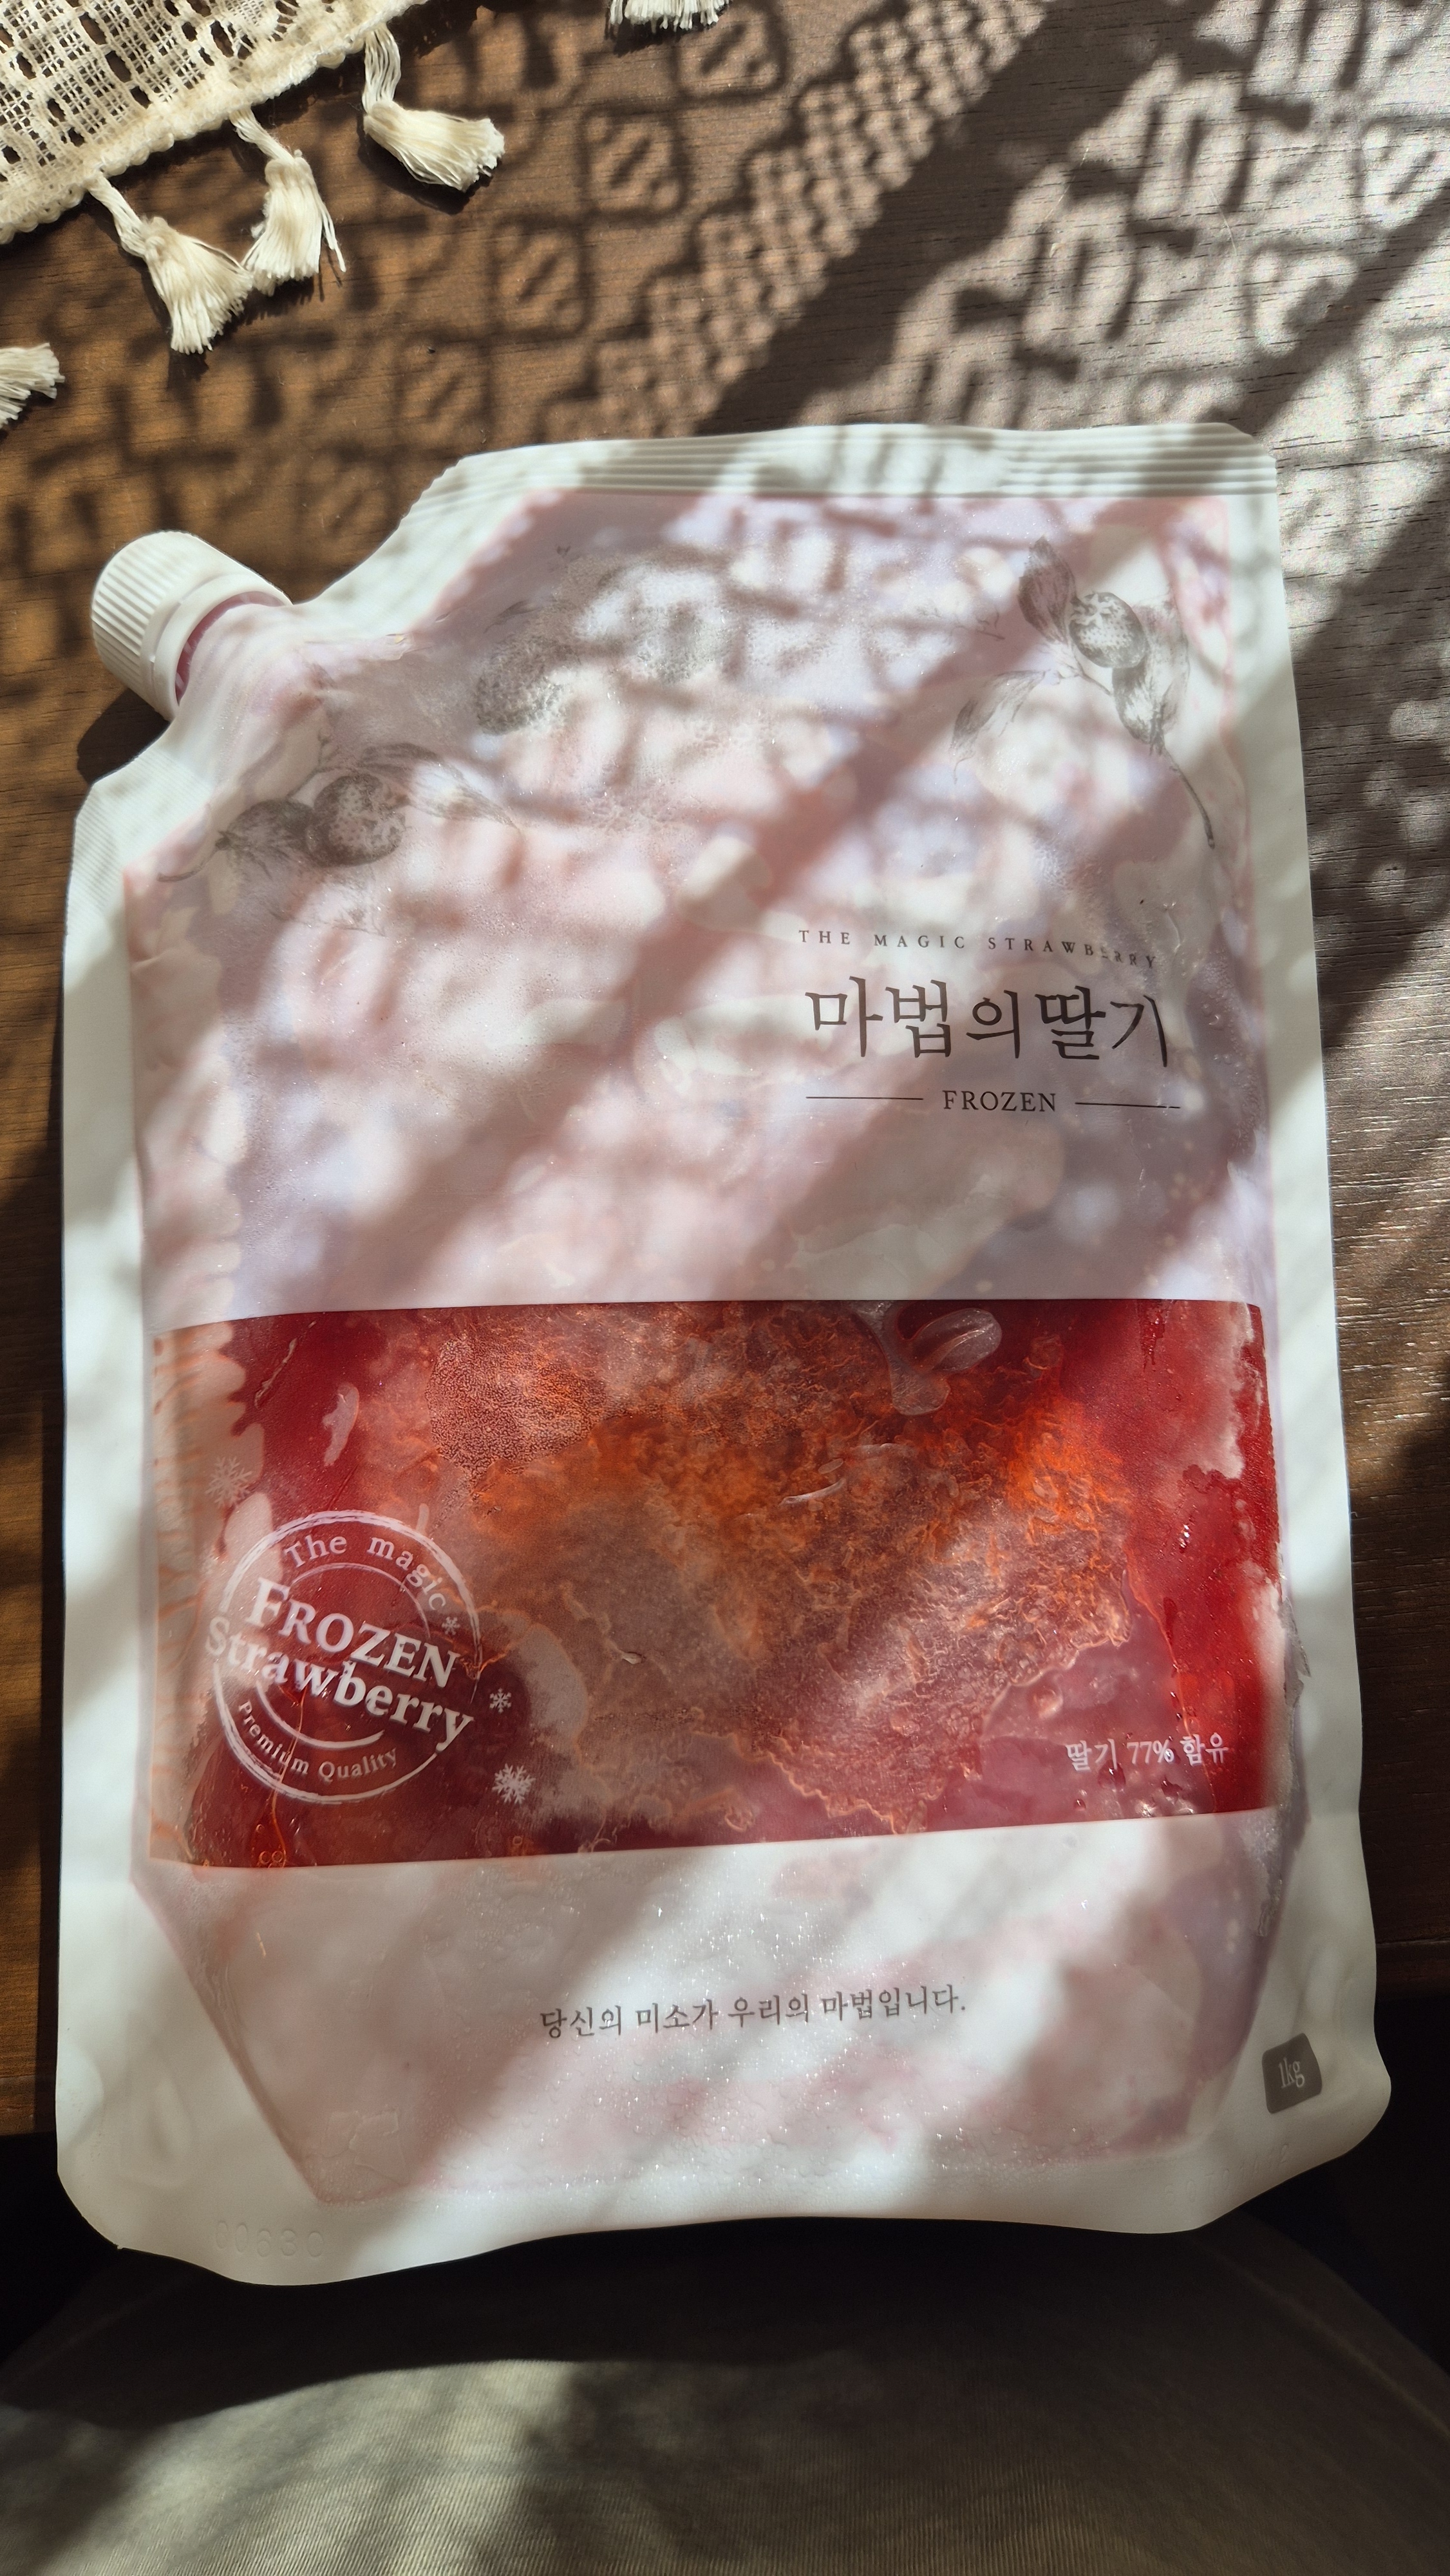 THE MAGIC STRAWBERRY
마법의딸기
FROZEN
The magic
FROZEN
Strawberry
Premium Quality
딸기 77% 함유
당신의 미소가 우리의 마법입니다.
1kg
00630